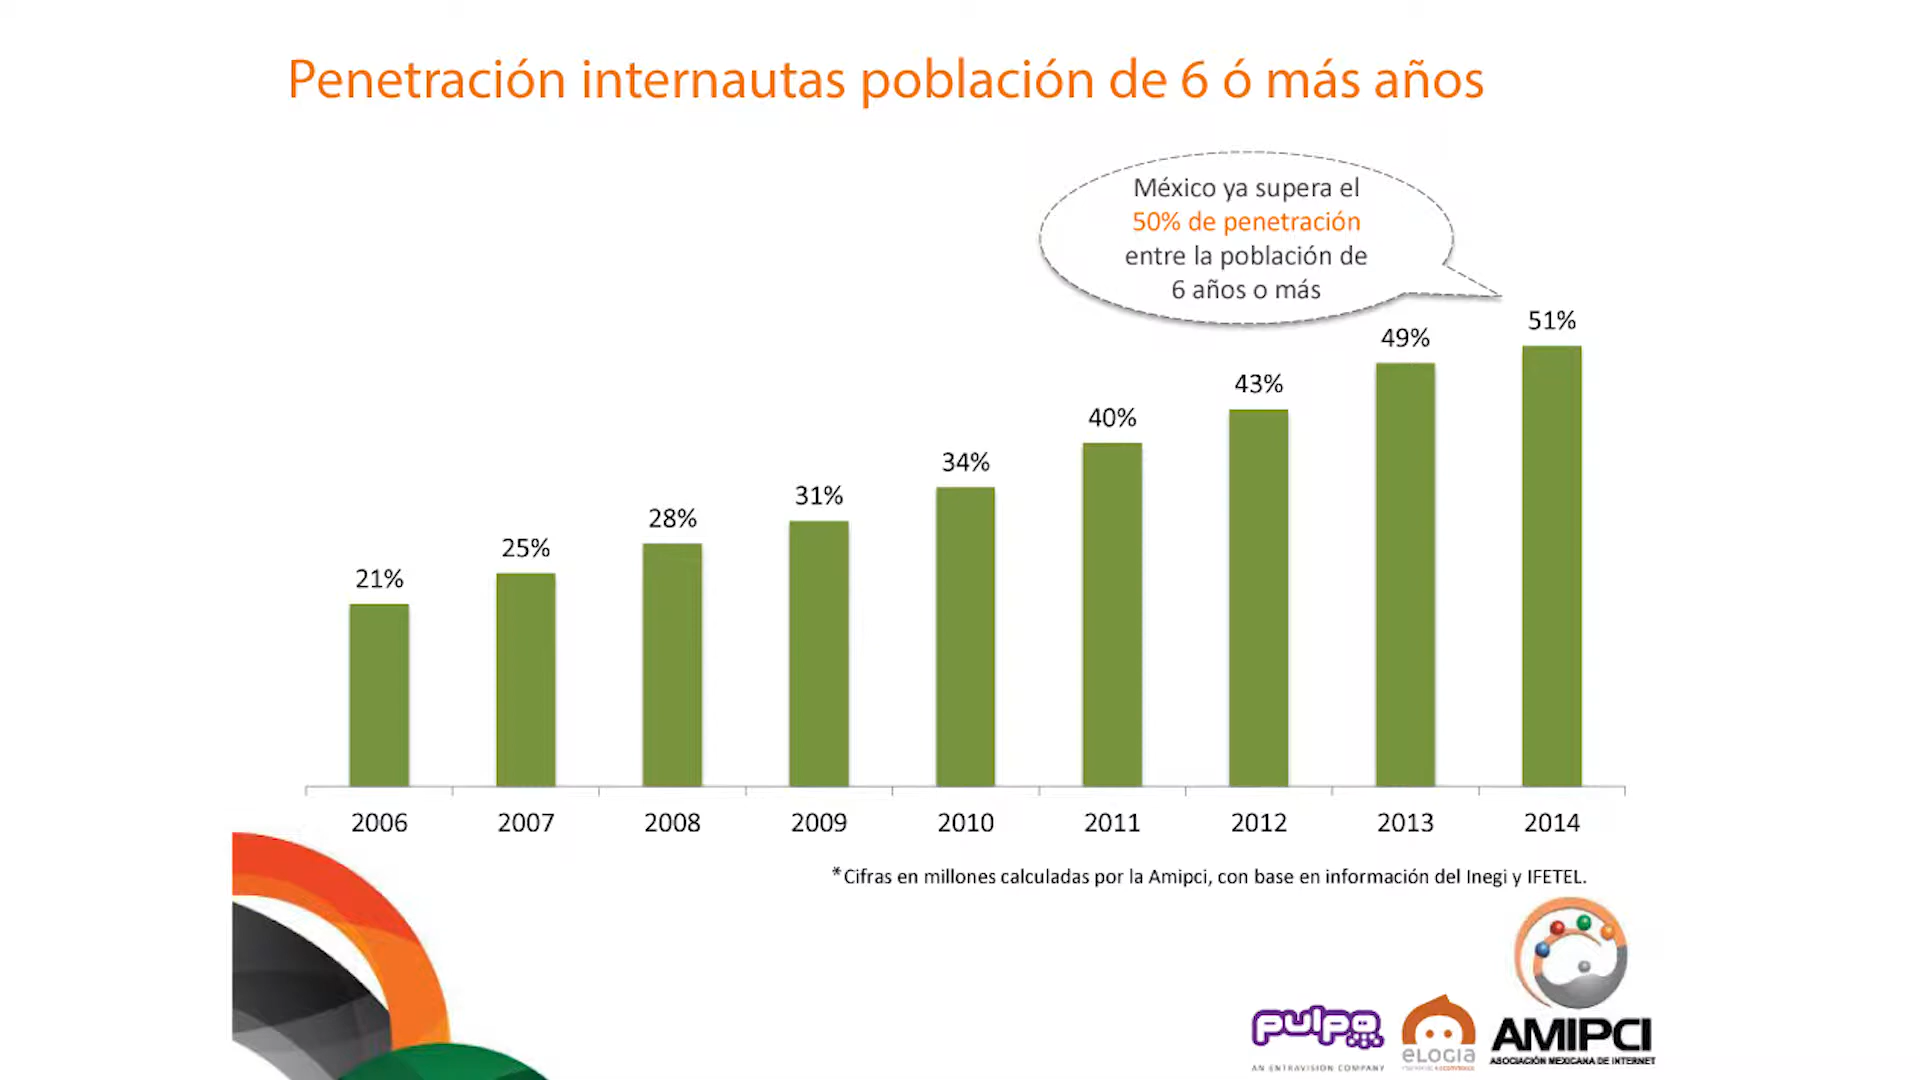 Penetración internautas población de 6 ó más años
México ya supera el
50% de penetración
entre la población de
6 años o más
21%
25%
28%
31%
34%
40%
43%
49%
51%
2006
2007
2008
2009
2010
2011
2012
2013
2014
*Cifras en millones calculadas por la Amipci, con base en información del Inegi y IFETEL.
pulpo
AN ENTRAVISION COMPANY
eLOGIA
AMIPCI
ASOCIACIÓN MEXICANA DE INTERNET